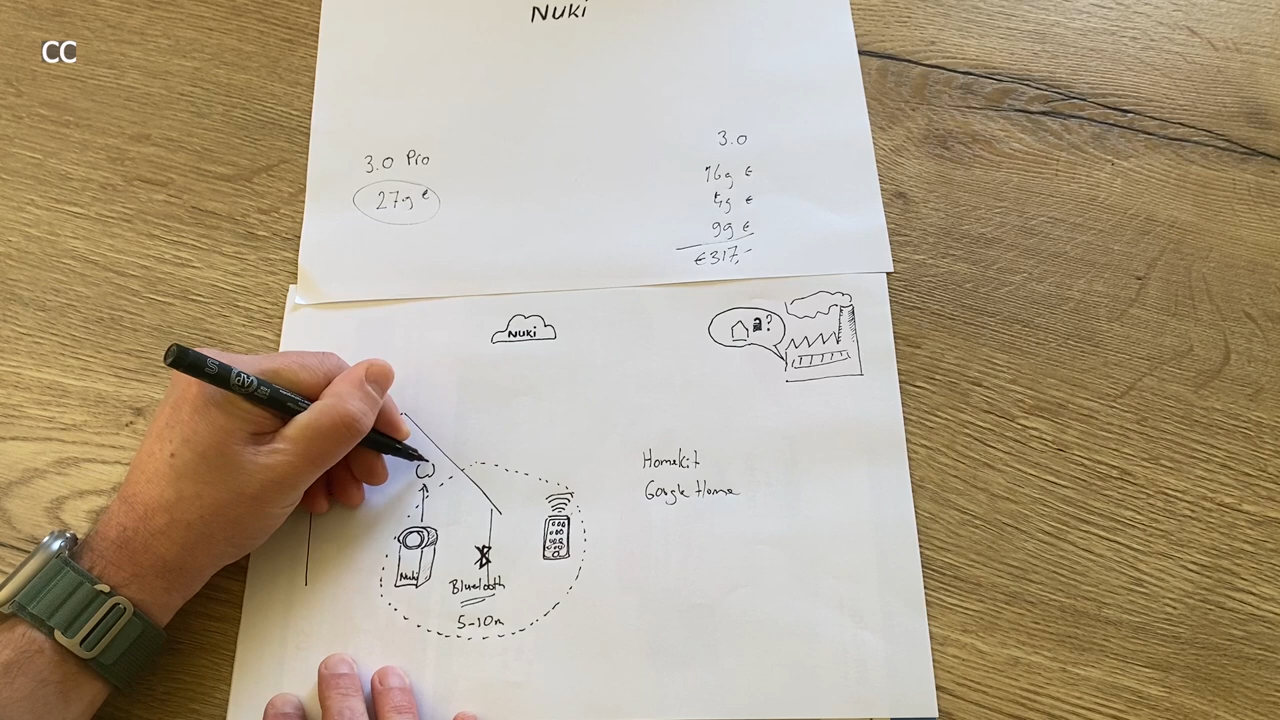 CC
Nuki
3.0 Pro
279 €
3.0
169 €
49 €
99 €
€317,-
NUKI
?
S
AP
HomeKit
Google Home
Nuki
Bluetooth
5-10m